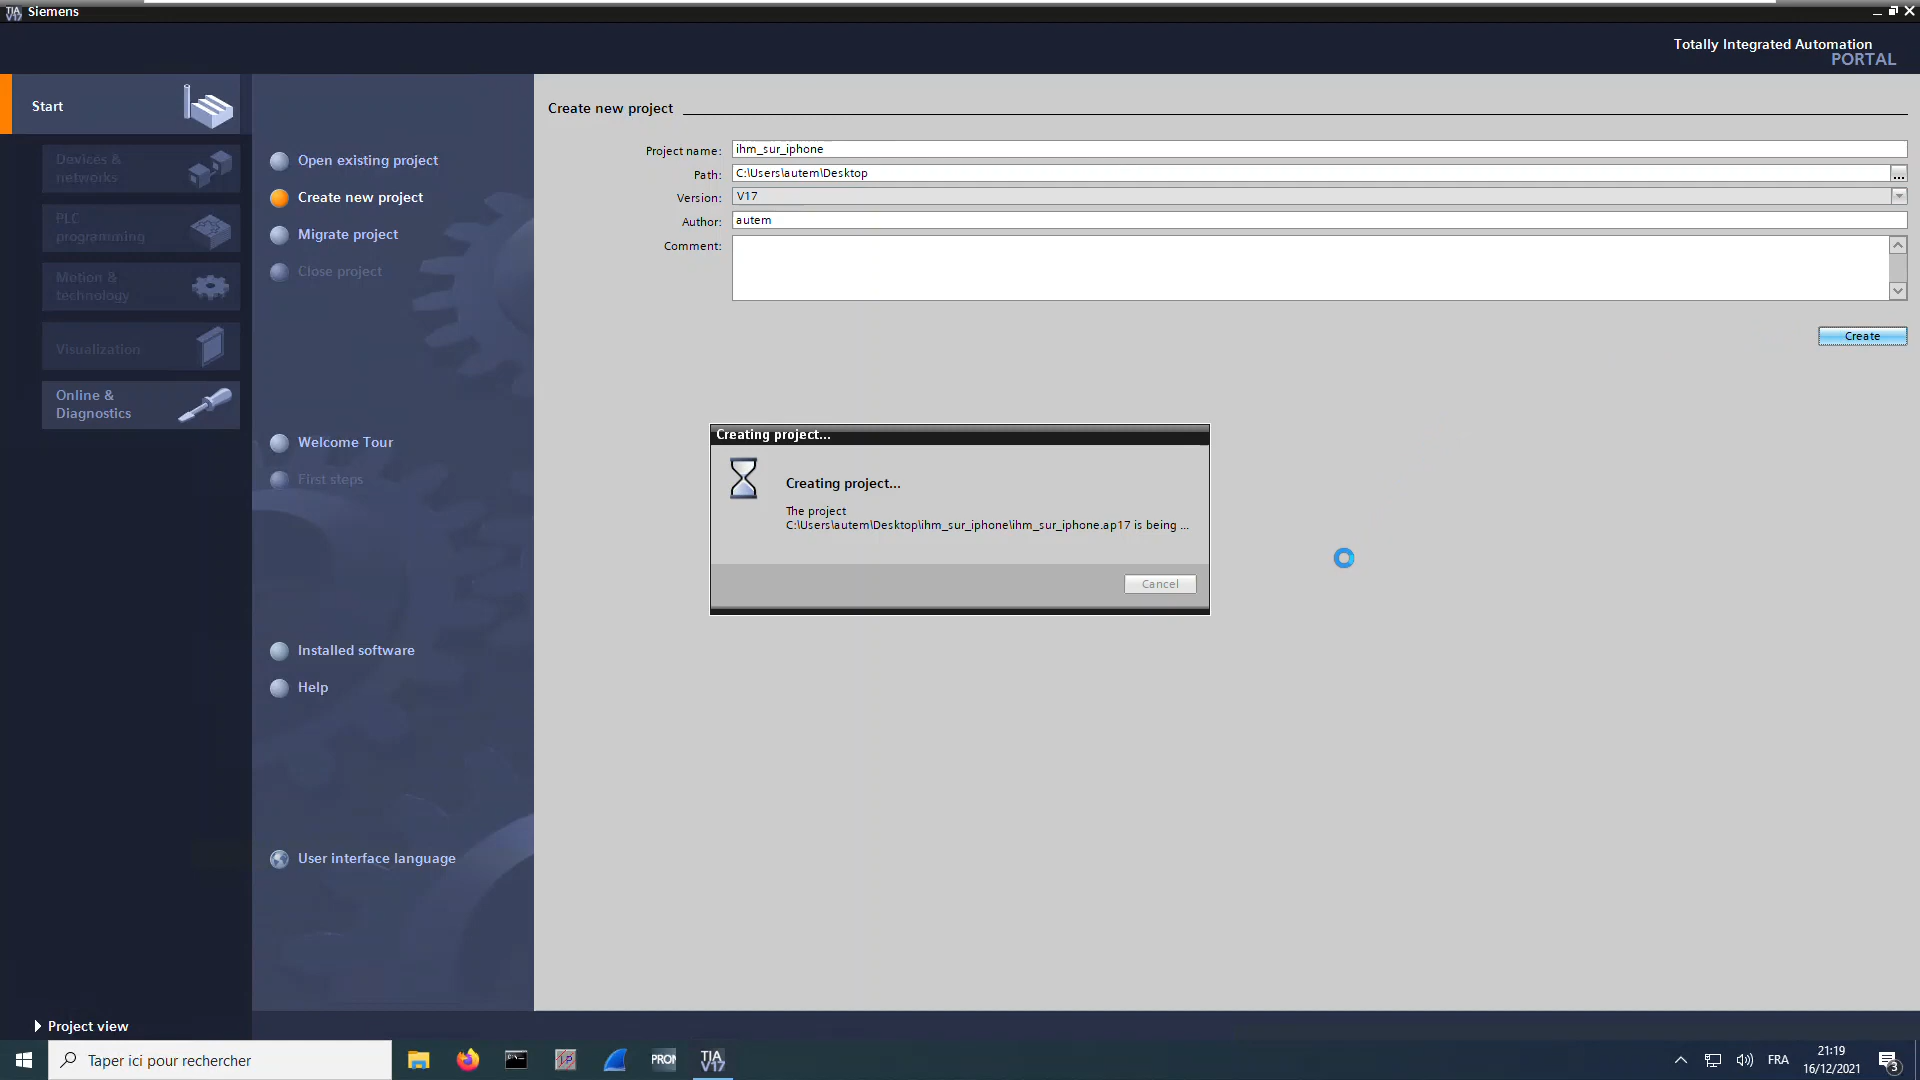 Siemens
Totally Integrated Automation
PORTAL
Start
Devices &
networks
PLC
programming
Motion &
technology
Visualization
Online &
Diagnostics
Open existing project
Create new project
Migrate project
Close project
Welcome Tour
First steps
Installed software
Help
User interface language
Create new project
Project name: ihm_sur_iphone
Path: C:\Users\autem\Desktop ...
Version: V17
Author: autem
Comment:
Create
Creating project...
Creating project...
The project
C:\Users\autem\Desktop\ihm_sur_iphone\ihm_sur_iphone.ap17 is being ...
Cancel
Project view
Taper ici pour rechercher
TIA
V17
FRA
21:19
16/12/2021
3